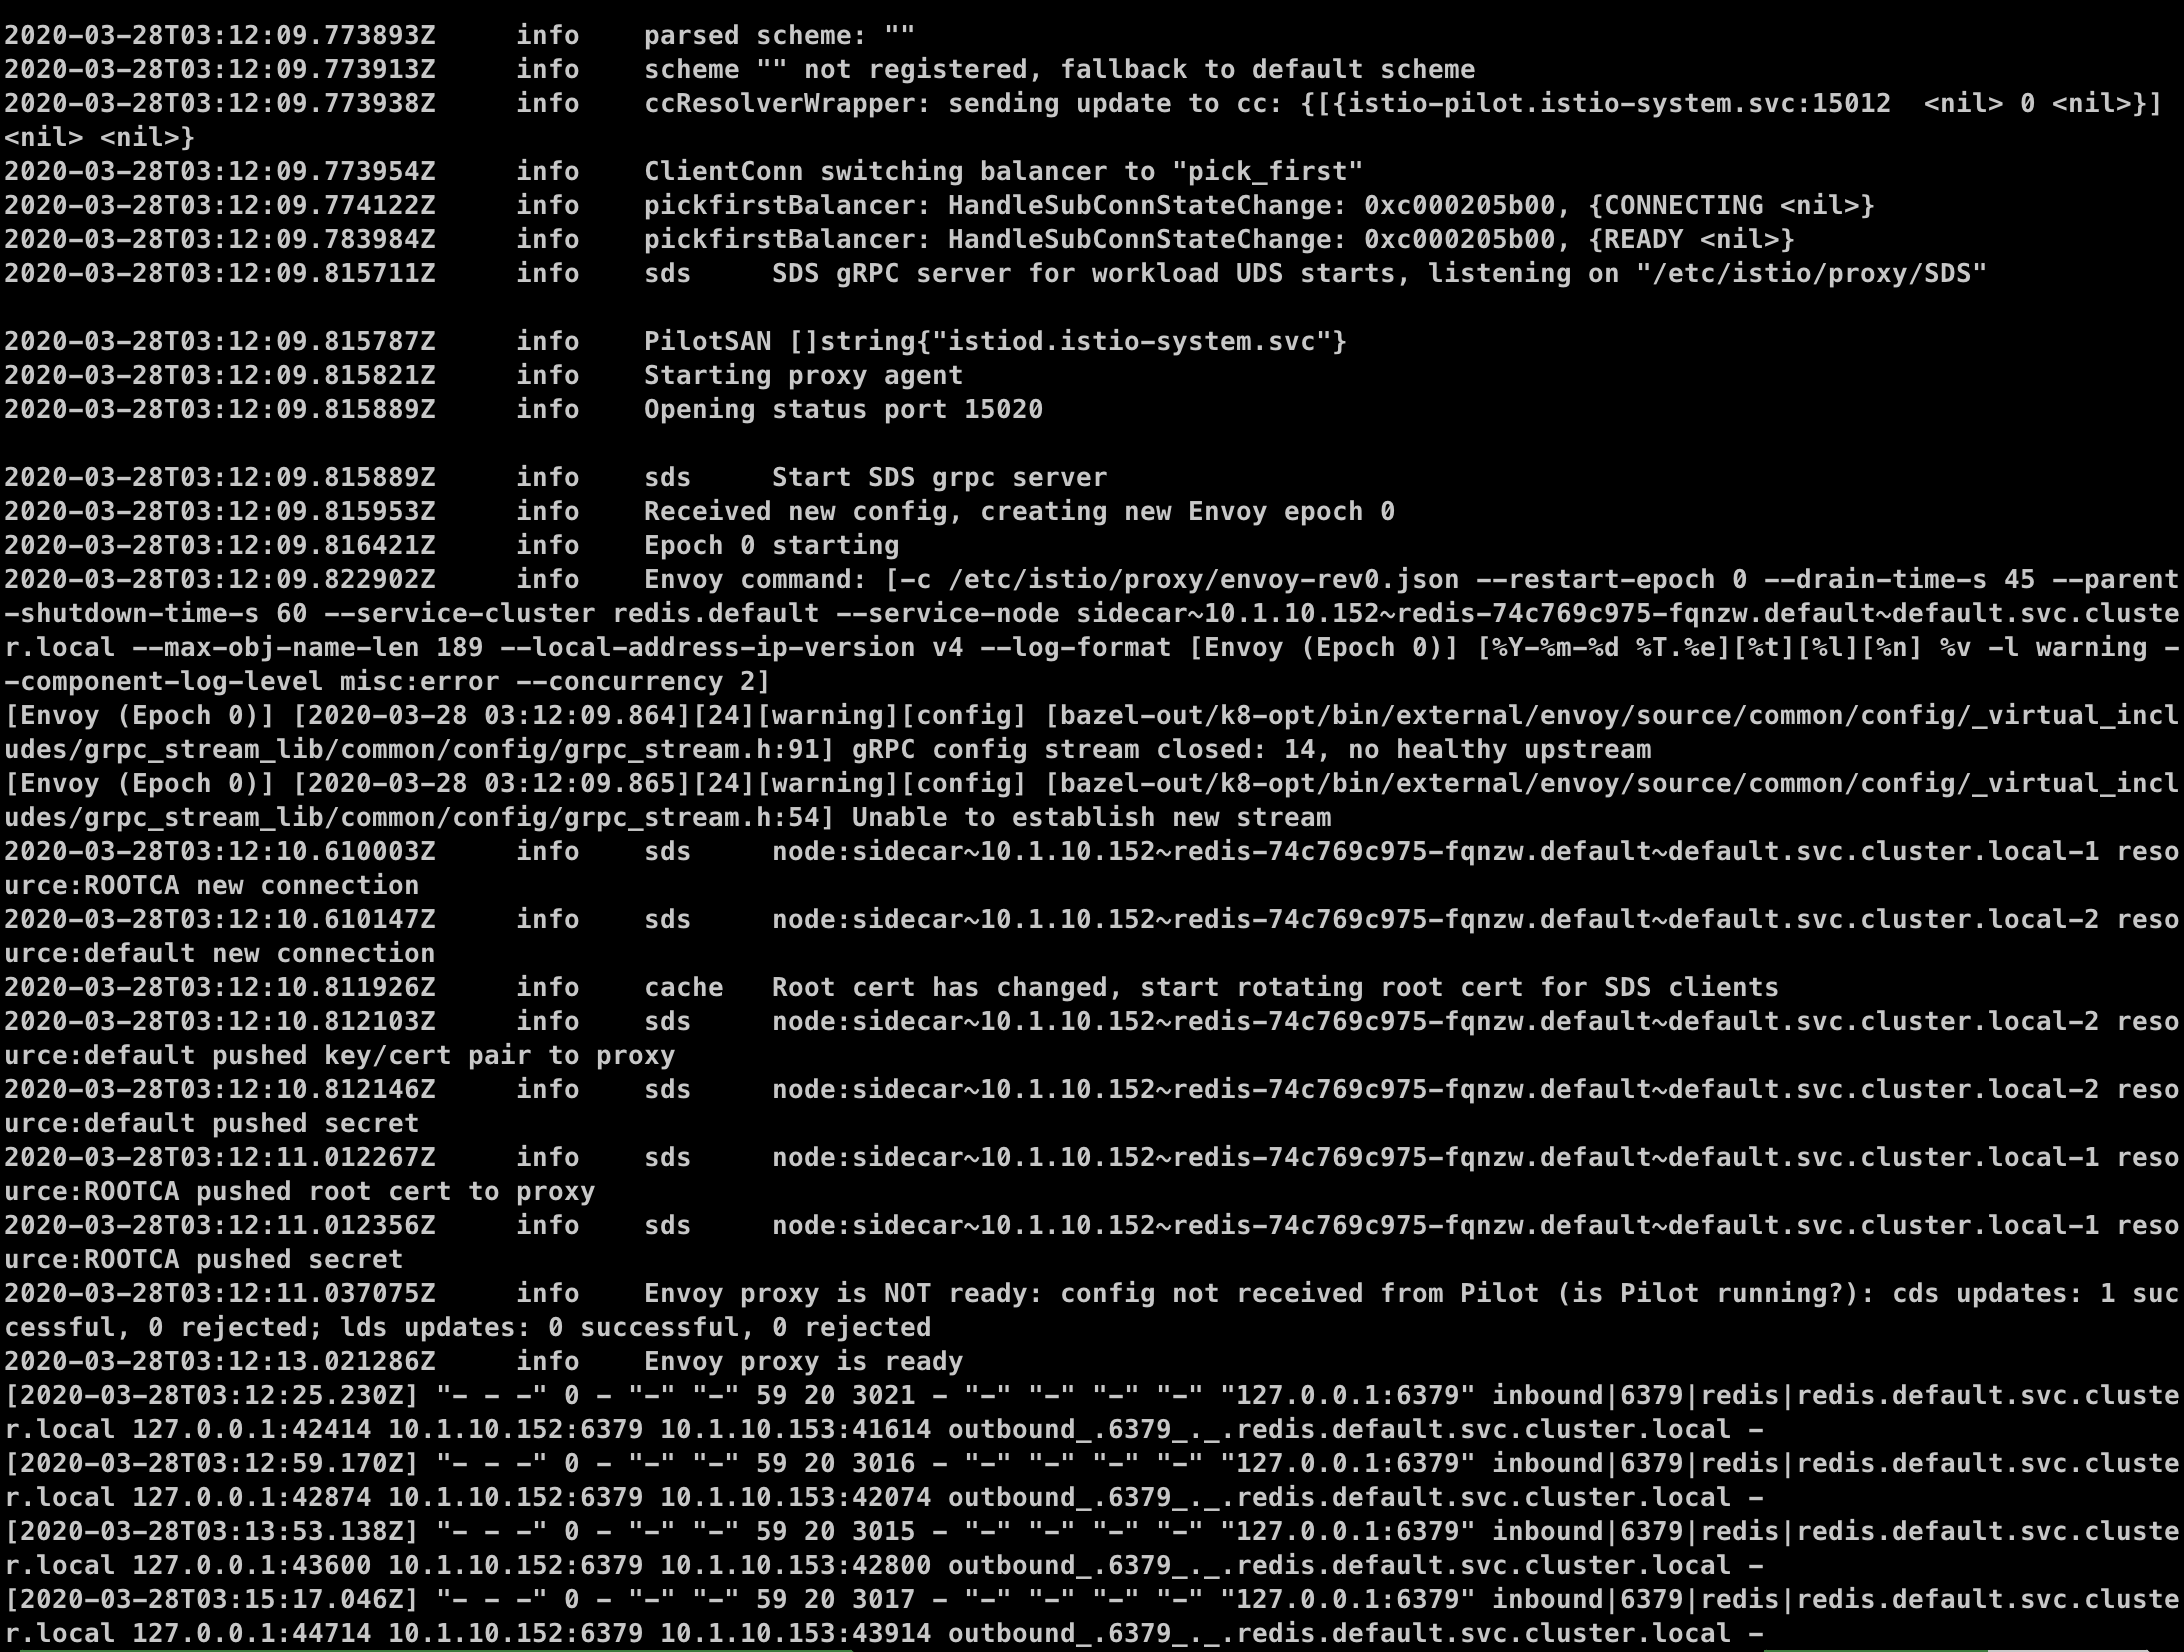 2020-03-28T03:12:09.773893Z     info    parsed scheme: ""
2020-03-28T03:12:09.773913Z     info    scheme "" not registered, fallback to default scheme
2020-03-28T03:12:09.773938Z     info    ccResolverWrapper: sending update to cc: {[{istio-pilot.istio-system.svc:15012  <nil> 0 <nil>}]
<nil> <nil>}
2020-03-28T03:12:09.773954Z     info    ClientConn switching balancer to "pick_first"
2020-03-28T03:12:09.774122Z     info    pickfirstBalancer: HandleSubConnStateChange: 0xc000205b00, {CONNECTING <nil>}
2020-03-28T03:12:09.783984Z     info    pickfirstBalancer: HandleSubConnStateChange: 0xc000205b00, {READY <nil>}
2020-03-28T03:12:09.815711Z     info    sds     SDS gRPC server for workload UDS starts, listening on "/etc/istio/proxy/SDS"
2020-03-28T03:12:09.815787Z     info    PilotSAN []string{"istiod.istio-system.svc"}
2020-03-28T03:12:09.815821Z     info    Starting proxy agent
2020-03-28T03:12:09.815889Z     info    Opening status port 15020
2020-03-28T03:12:09.815889Z     info    sds     Start SDS grpc server
2020-03-28T03:12:09.815953Z     info    Received new config, creating new Envoy epoch 0
2020-03-28T03:12:09.816421Z     info    Epoch 0 starting
2020-03-28T03:12:09.822902Z     info    Envoy command: [-c /etc/istio/proxy/envoy-rev0.json --restart-epoch 0 --drain-time-s 45 --parent
-shutdown-time-s 60 --service-cluster redis.default --service-node sidecar~10.1.10.152~redis-74c769c975-fqnzw.default~default.svc.cluste
r.local --max-obj-name-len 189 --local-address-ip-version v4 --log-format [Envoy (Epoch 0)] [%Y-%m-%d %T.%e][%t][%l][%n] %v -l warning -
-component-log-level misc:error --concurrency 2]
[Envoy (Epoch 0)] [2020-03-28 03:12:09.864][24][warning][config] [bazel-out/k8-opt/bin/external/envoy/source/common/config/_virtual_incl
udes/grpc_stream_lib/common/config/grpc_stream.h:91] gRPC config stream closed: 14, no healthy upstream
[Envoy (Epoch 0)] [2020-03-28 03:12:09.865][24][warning][config] [bazel-out/k8-opt/bin/external/envoy/source/common/config/_virtual_incl
udes/grpc_stream_lib/common/config/grpc_stream.h:54] Unable to establish new stream
2020-03-28T03:12:10.610003Z     info    sds     node:sidecar~10.1.10.152~redis-74c769c975-fqnzw.default~default.svc.cluster.local-1 reso
urce:ROOTCA new connection
2020-03-28T03:12:10.610147Z     info    sds     node:sidecar~10.1.10.152~redis-74c769c975-fqnzw.default~default.svc.cluster.local-2 reso
urce:default new connection
2020-03-28T03:12:10.811926Z     info    cache   Root cert has changed, start rotating root cert for SDS clients
2020-03-28T03:12:10.812103Z     info    sds     node:sidecar~10.1.10.152~redis-74c769c975-fqnzw.default~default.svc.cluster.local-2 reso
urce:default pushed key/cert pair to proxy
2020-03-28T03:12:10.812146Z     info    sds     node:sidecar~10.1.10.152~redis-74c769c975-fqnzw.default~default.svc.cluster.local-2 reso
urce:default pushed secret
2020-03-28T03:12:11.012267Z     info    sds     node:sidecar~10.1.10.152~redis-74c769c975-fqnzw.default~default.svc.cluster.local-1 reso
urce:ROOTCA pushed root cert to proxy
2020-03-28T03:12:11.012356Z     info    sds     node:sidecar~10.1.10.152~redis-74c769c975-fqnzw.default~default.svc.cluster.local-1 reso
urce:ROOTCA pushed secret
2020-03-28T03:12:11.037075Z     info    Envoy proxy is NOT ready: config not received from Pilot (is Pilot running?): cds updates: 1 suc
cessful, 0 rejected; lds updates: 0 successful, 0 rejected
2020-03-28T03:12:13.021286Z     info    Envoy proxy is ready
[2020-03-28T03:12:25.230Z] "- - -" 0 - "-" "-" 59 20 3021 - "-" "-" "-" "-" "127.0.0.1:6379" inbound|6379|redis|redis.default.svc.cluste
r.local 127.0.0.1:42414 10.1.10.152:6379 10.1.10.153:41614 outbound_.6379_._.redis.default.svc.cluster.local -
[2020-03-28T03:12:59.170Z] "- - -" 0 - "-" "-" 59 20 3016 - "-" "-" "-" "-" "127.0.0.1:6379" inbound|6379|redis|redis.default.svc.cluste
r.local 127.0.0.1:42874 10.1.10.152:6379 10.1.10.153:42074 outbound_.6379_._.redis.default.svc.cluster.local -
[2020-03-28T03:13:53.138Z] "- - -" 0 - "-" "-" 59 20 3015 - "-" "-" "-" "-" "127.0.0.1:6379" inbound|6379|redis|redis.default.svc.cluste
r.local 127.0.0.1:43600 10.1.10.152:6379 10.1.10.153:42800 outbound_.6379_._.redis.default.svc.cluster.local -
[2020-03-28T03:15:17.046Z] "- - -" 0 - "-" "-" 59 20 3017 - "-" "-" "-" "-" "127.0.0.1:6379" inbound|6379|redis|redis.default.svc.cluste
r.local 127.0.0.1:44714 10.1.10.152:6379 10.1.10.153:43914 outbound_.6379_._.redis.default.svc.cluster.local -